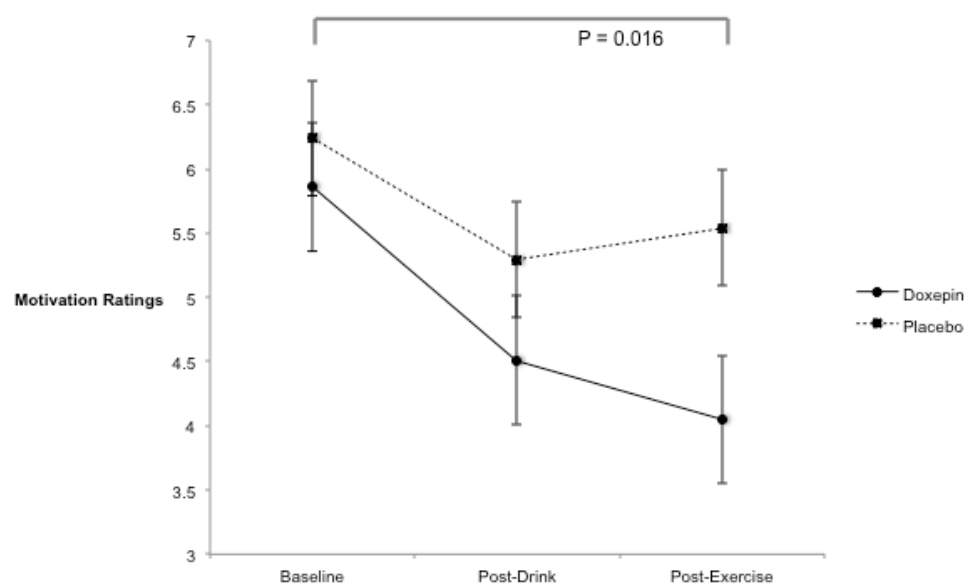 P = 0.016
7
6.5
6
5.5
5
4.5
4
3.5
3
Motivation Ratings
Baseline
Post-Drink
Post-Exercise
Doxepin
Placebo